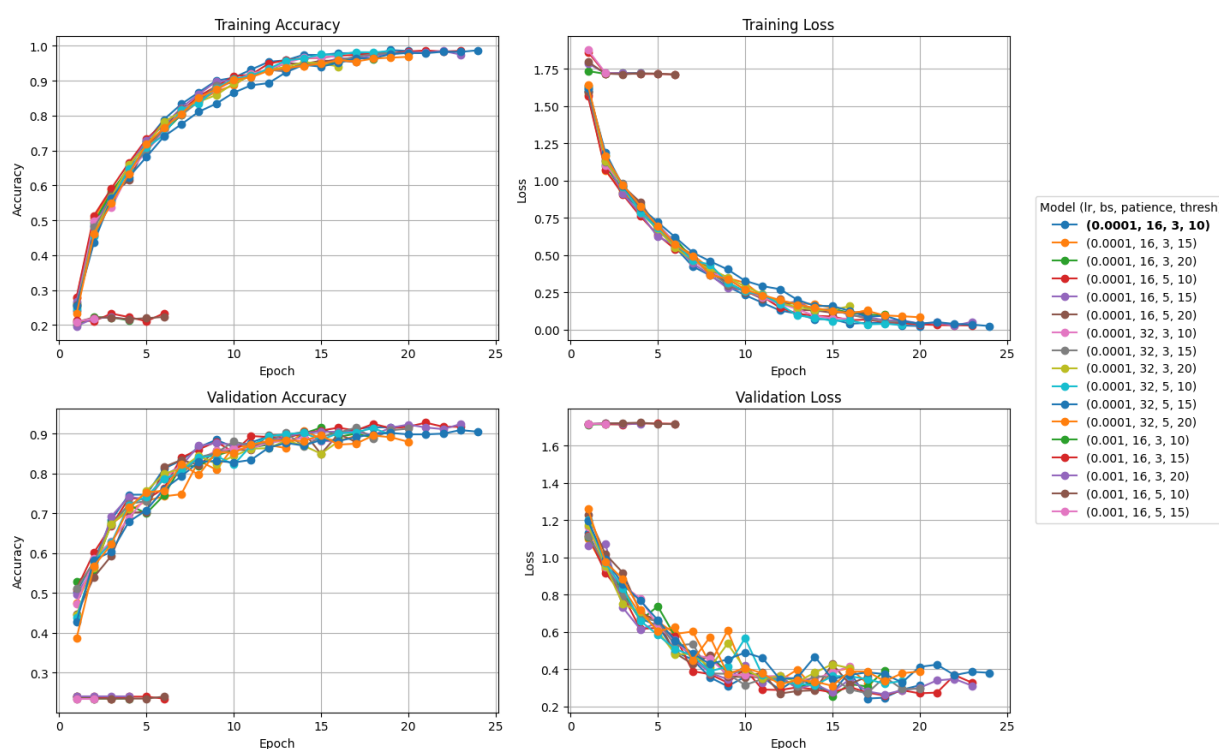 Training Accuracy
Accuracy
1.0
0.9
0.8
0.7
0.6
0.5
0.4
0.3
0.2
0 5 10 15 20 25
Epoch
Training Loss
Loss
1.75
1.50
1.25
1.00
0.75
0.50
0.25
0.00
0 5 10 15 20 25
Epoch
Validation Accuracy
Accuracy
0.9
0.8
0.7
0.6
0.5
0.4
0.3
0 5 10 15 20 25
Epoch
Validation Loss
Loss
1.6
1.4
1.2
1.0
0.8
0.6
0.4
0.2
0 5 10 15 20 25
Epoch
Model (lr, bs, patience, thresh
(0.0001, 16, 3, 10)
(0.0001, 16, 3, 15)
(0.0001, 16, 3, 20)
(0.0001, 16, 5, 10)
(0.0001, 16, 5, 15)
(0.0001, 16, 5, 20)
(0.0001, 32, 3, 10)
(0.0001, 32, 3, 15)
(0.0001, 32, 3, 20)
(0.0001, 32, 5, 10)
(0.0001, 32, 5, 15)
(0.0001, 32, 5, 20)
(0.001, 16, 3, 10)
(0.001, 16, 3, 15)
(0.001, 16, 3, 20)
(0.001, 16, 5, 10)
(0.001, 16, 5, 15)